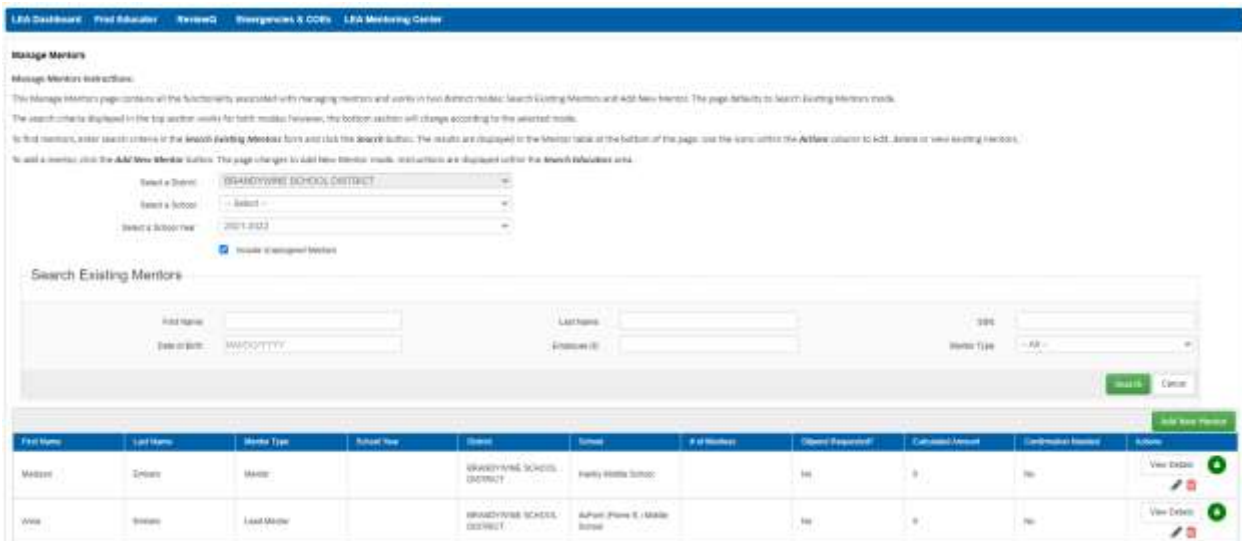 LEA Dashboard Find Educator ReviewQ Emergencies & COEs LEA Mentoring Center
Manage Mentors
Manage Mentors Instructions:
This Manage Mentors page contains all the functionality associated with managing mentors and works in two distinct modes: Search Existing Mentors and Add New Mentor. The page defaults to Search Existing Mentors mode.
The search criteria displayed in the top section works for both modes; however, the bottom section will change according to the selected mode.
To find mentors, enter search criteria in the Search Existing Mentors form and click the Search button. The results are displayed in the Mentor table at the bottom of the page. Use the icons within the Actions column to Edit, delete or view existing mentors.
To add a mentor, click the Add New Mentor button. The page changes to Add New Mentor mode. Instructions are displayed within the Search Educators area.
Select a District BRANDYWINE SCHOOL DISTRICT
Select a School -- Select --
Select a School Year 2021-2022
Include Unassigned Mentors
Search Existing Mentors
First Name Last Name SSN
Date of Birth MM/DD/YYYY Employee ID Mentor Type -- All --
Search Cancel
Add New Mentor
First Name Last Name Mentor Type School Year District School # of Mentees Stipend Requested? Calculated Amount Confirmation Needed Actions
Mentor BRANDYWINE SCHOOL DISTRICT Hanby Middle School No 0 No View Details
Lead Mentor BRANDYWINE SCHOOL DISTRICT duPont (Pierre S.) Middle School No No View Details